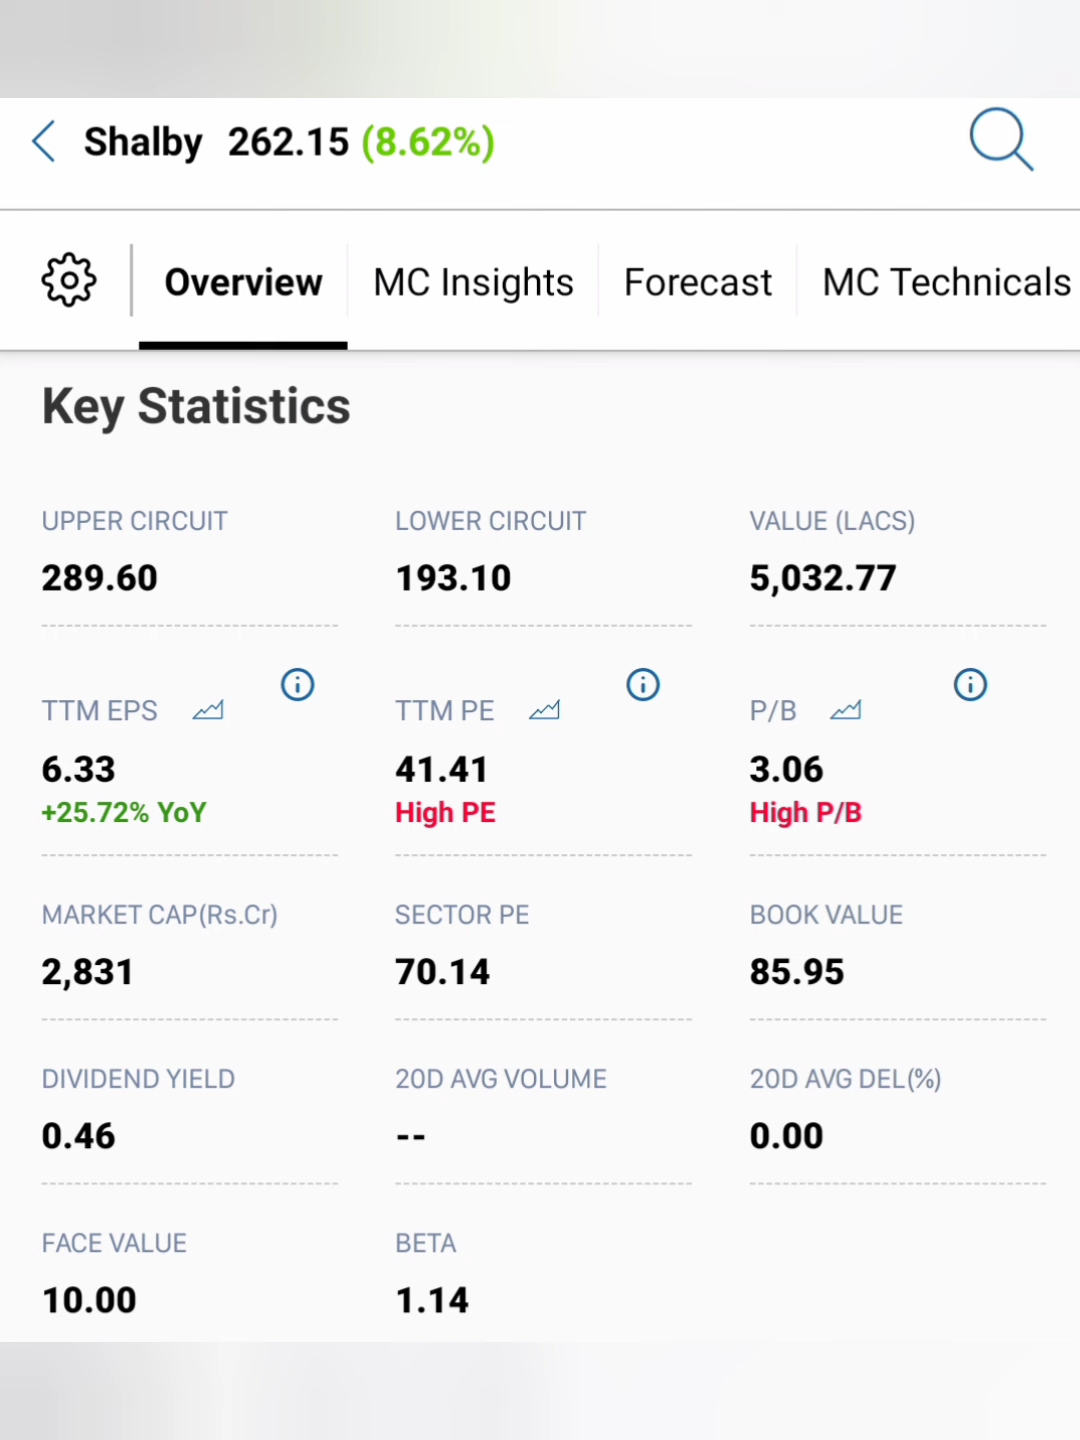 Shalby 262.15 (8.62%)
Overview MC Insights Forecast MC Technicals
Key Statistics
UPPER CIRCUIT LOWER CIRCUIT VALUE (LACS)
289.60 193.10 5,032.77
TTM EPS TTM PE P/B
6.33 41.41 3.06
+25.72% YoY High PE High P/B
MARKET CAP(Rs.Cr) SECTOR PE BOOK VALUE
2,831 70.14 85.95
DIVIDEND YIELD 20D AVG VOLUME 20D AVG DEL(%)
0.46 -- 0.00
FACE VALUE BETA
10.00 1.14